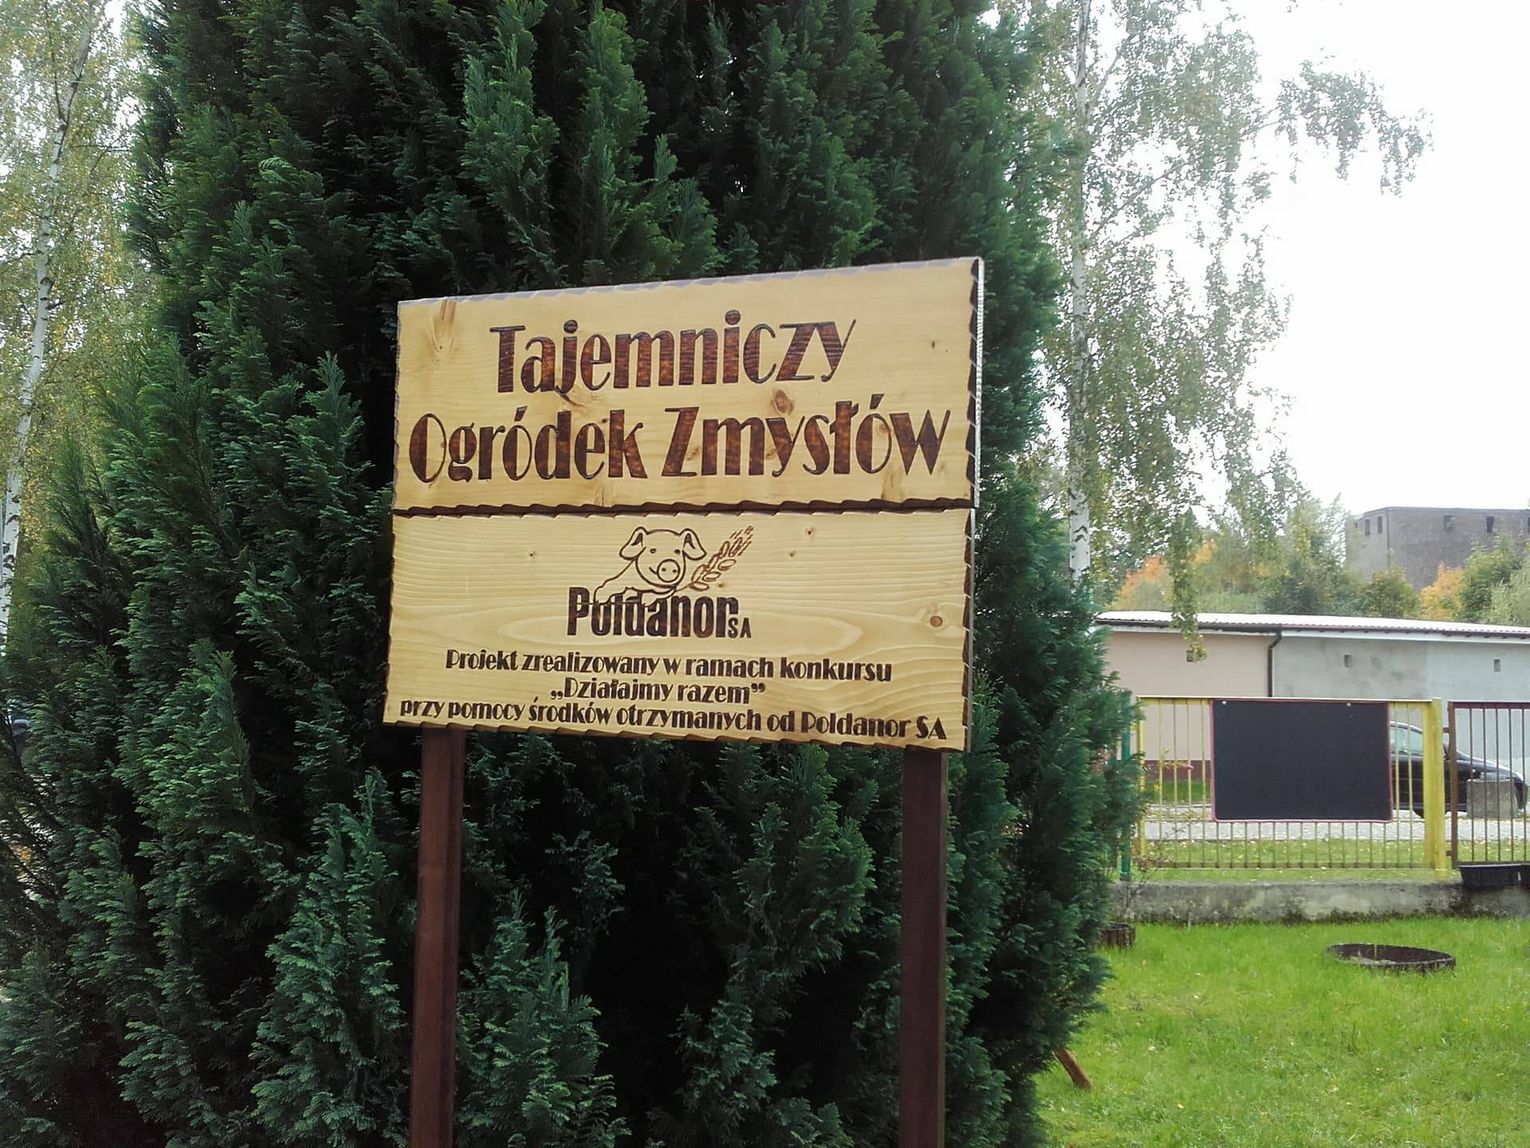 Tajemniczy
Ogródek Zmysłów
Poldanor SA
Projekt zrealizowany w ramach konkursu
„Działajmy razem”
przy pomocy środków otrzymanych od Poldanor SA